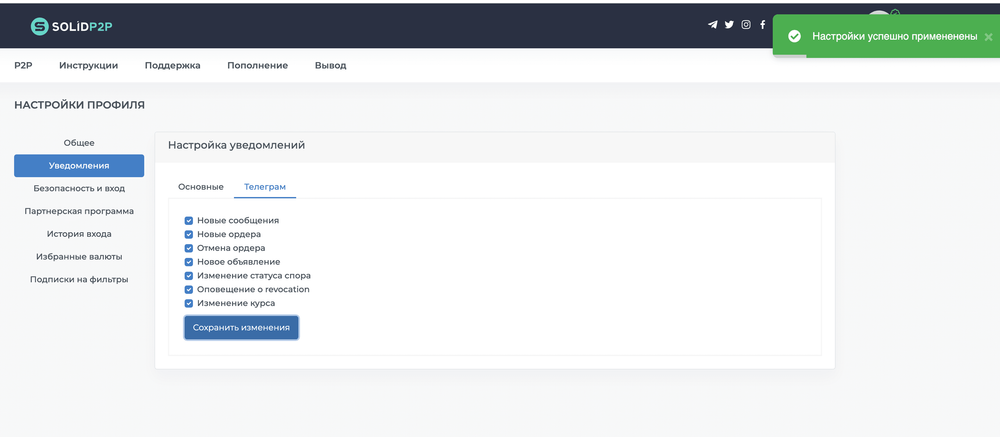 SOLiDP2P
Настройки успешно примененены ×
P2P Инструкции Поддержка Пополнение Вывод
НАСТРОЙКИ ПРОФИЛЯ
Общее
Уведомления
Безопасность и вход
Партнерская программа
История входа
Избранные валюты
Подписки на фильтры
Настройка уведомлений
Основные Телеграм
Новые сообщения
Новые ордера
Отмена ордера
Новое объявление
Изменение статуса спора
Оповещение о revocation
Изменение курса
Сохранить изменения